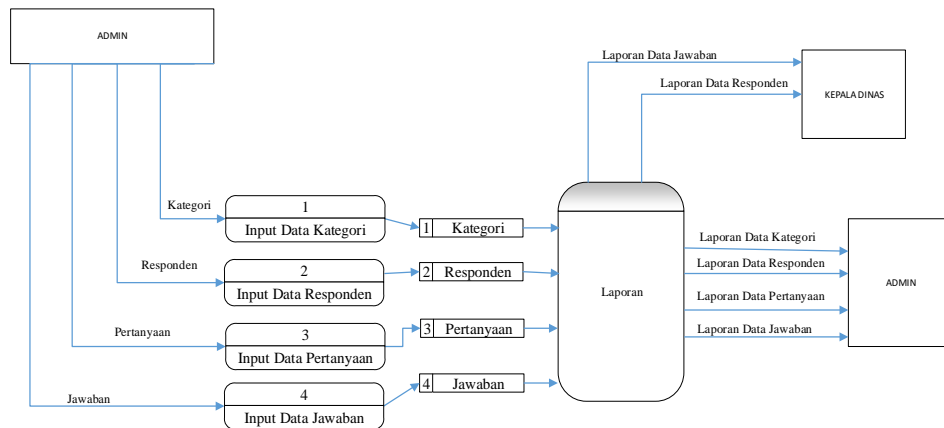 ADMIN
Laporan Data Jawaban
Laporan Data Responden
KEPALA DINAS
Kategori
1
Input Data Kategori
1 Kategori
Responden
2
Input Data Responden
2 Responden
Pertanyaan
3
Input Data Pertanyaan
3 Pertanyaan
Jawaban
4
Input Data Jawaban
4 Jawaban
Laporan
Laporan Data Kategori
Laporan Data Responden
Laporan Data Pertanyaan
Laporan Data Jawaban
ADMIN